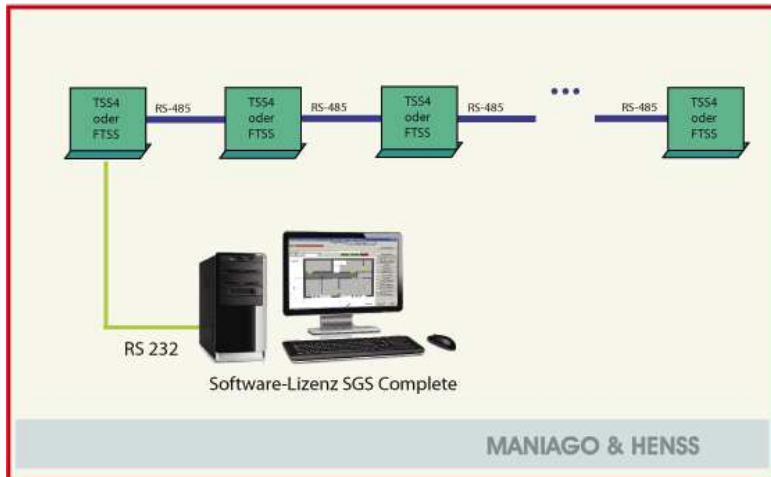 TSS4
oder
FTSS
RS-485
TSS4
oder
FTSS
RS-485
TSS4
oder
FTSS
RS-485
...
RS-485
TSS4
oder
FTSS
RS 232
Software-Lizenz SGS Complete
MANIAGO & HENSS